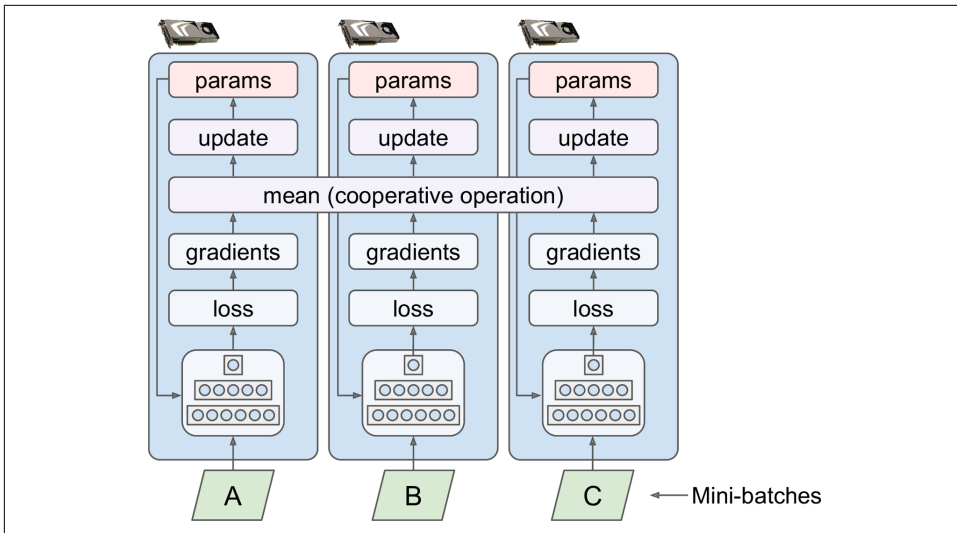 params params params
update update update
mean (cooperative operation)
gradients gradients gradients
loss loss loss
A B C Mini-batches